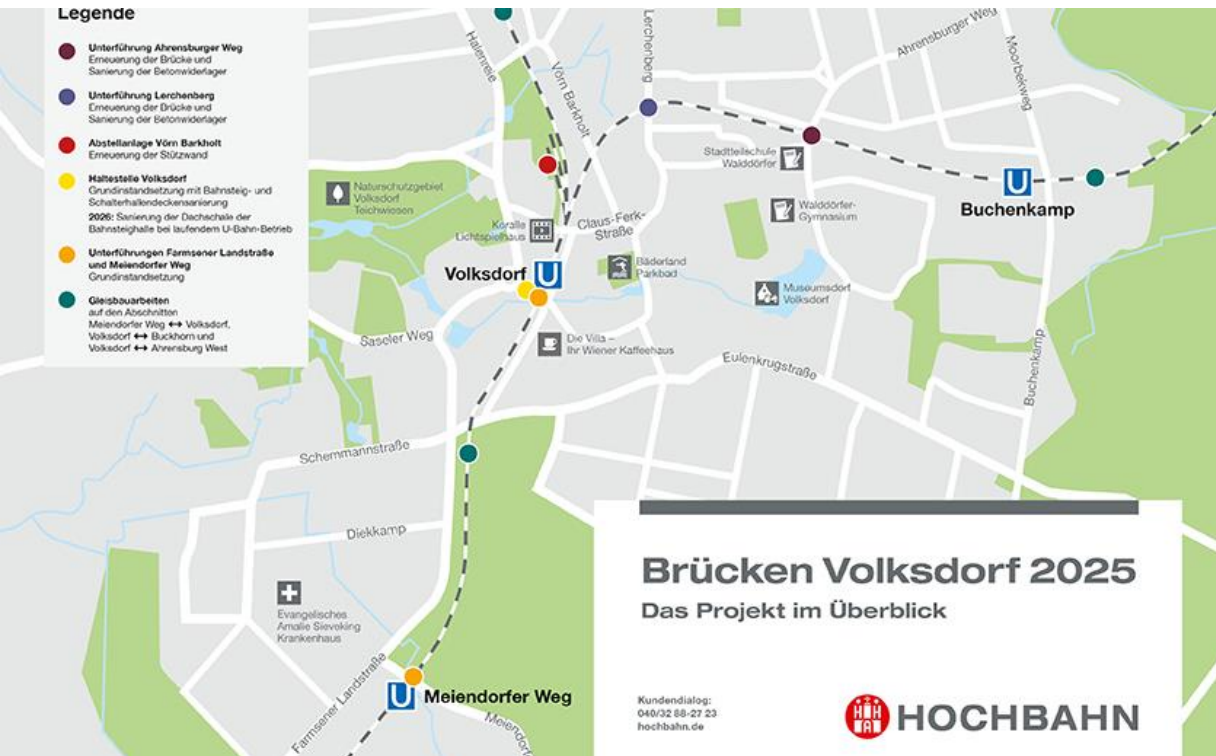 Legende
Unterführung Ahrensburger Weg
Erneuerung der Brücke und
Sanierung der Betonwiderlager
Unterführung Lerchenberg
Erneuerung der Brücke und
Sanierung der Betonwiderlager
Abstellanlage Vörn Barkholt
Erneuerung der Stützwand
Haltestelle Volksdorf
Grundinstandsetzung mit Bahnsteig- und
Schalterhallendeckensanierung
2026: Sanierung der Dachschale der
Bahnsteighalle bei laufendem U-Bahn-Betrieb
Unterführungen Farmsener Landstraße
und Meiendorfer Weg
Grundinstandsetzung
Gleisbauarbeiten
auf den Abschnitten
Meiendorfer Weg ↔ Volksdorf,
Volksdorf ↔ Buckhorn und
Volksdorf ↔ Ahrensburg West
Halenreie
Vörn Barkholt
Lerchenberg
Ahrensburger Weg
Moorbekweg
Stadtteilschule
Walddörfer
Naturschutzgebiet
Volksdorf
Teichwiesen
Koralle
Lichtspielhaus
Claus-Ferk-
Straße
Walddörfer-
Gymnasium
U
Buchenkamp
Volksdorf
U
Bäderland
Parkbad
Museumsdorf
Volksdorf
Saseler Weg
Die Villa –
Ihr Wiener Kaffeehaus
Eulenkrugstraße
Buchenkamp
Schemmannstraße
Diekkamp
Evangelisches
Amalie Sieveking
Krankenhaus
Farmsener Landstraße
U
Meiendorfer Weg
Meiendorf
Brücken Volksdorf 2025
Das Projekt im Überblick
Kundendialog:
040/32 88-27 23
hochbahn.de
HH
HA
HOCHBAHN